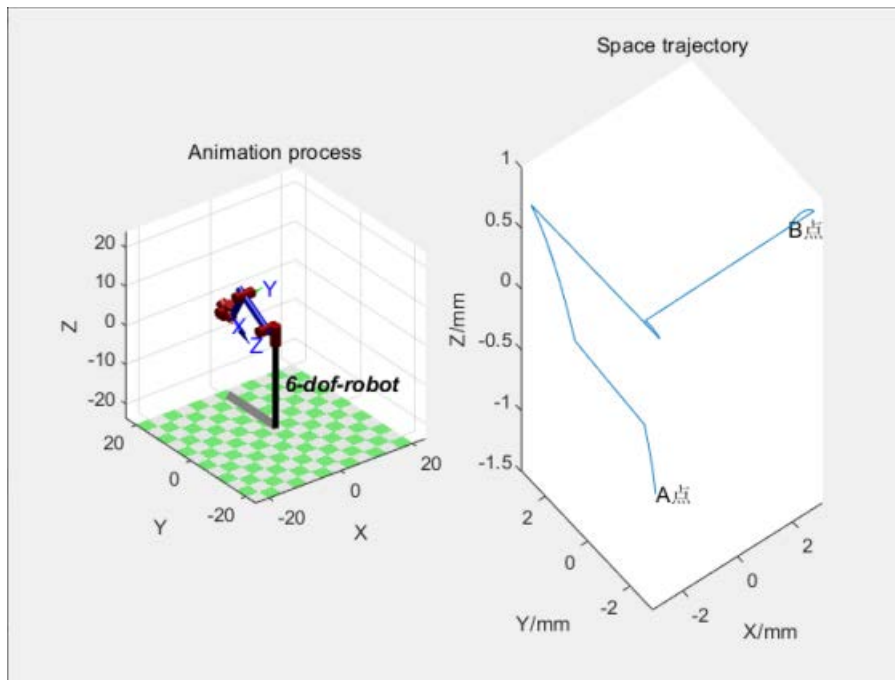 Space trajectory
Animation process
20
10
0
-10
-20
Z
Y
X
Z
6-dof-robot
20
0
-20
Y
-20
0
20
X
1
0.5
0
-0.5
-1
-1.5
Z/mm
B点
A点
2
0
-2
Y/mm
-2
0
2
X/mm